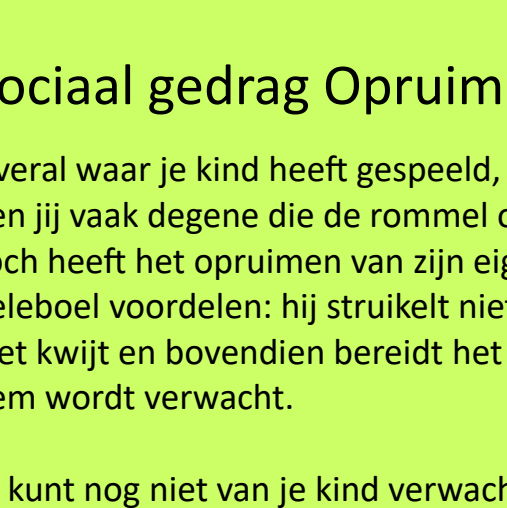 ociaal gedrag Opruim
veral waar je kind heeft gespeeld,
en jij vaak degene die de rommel o
och heeft het opruimen van zijn eig
eleboel voordelen: hij struikelt niet
et kwijt en bovendien bereidt het
em wordt verwacht.
kunt nog niet van je kind verwach